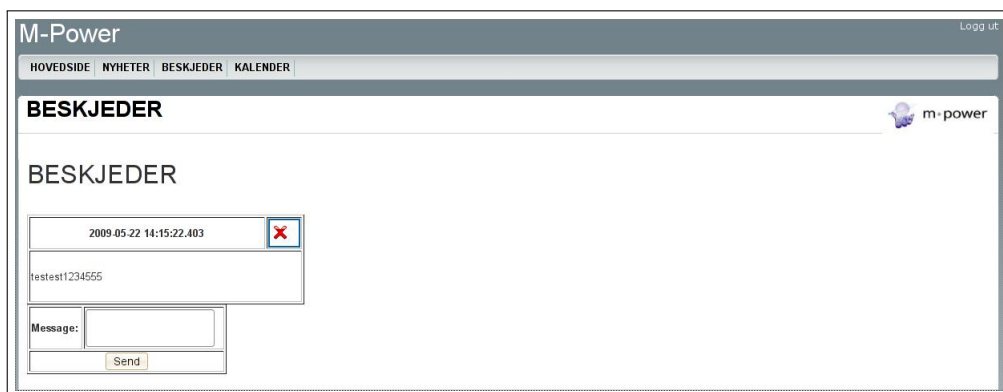 M-Power
Logg ut
HOVEDSIDE NYHETER BESKJEDER KALENDER
BESKJEDER
m-power
BESKJEDER
2009-05-22 14:15:22.403
testest1234555
Message:
Send